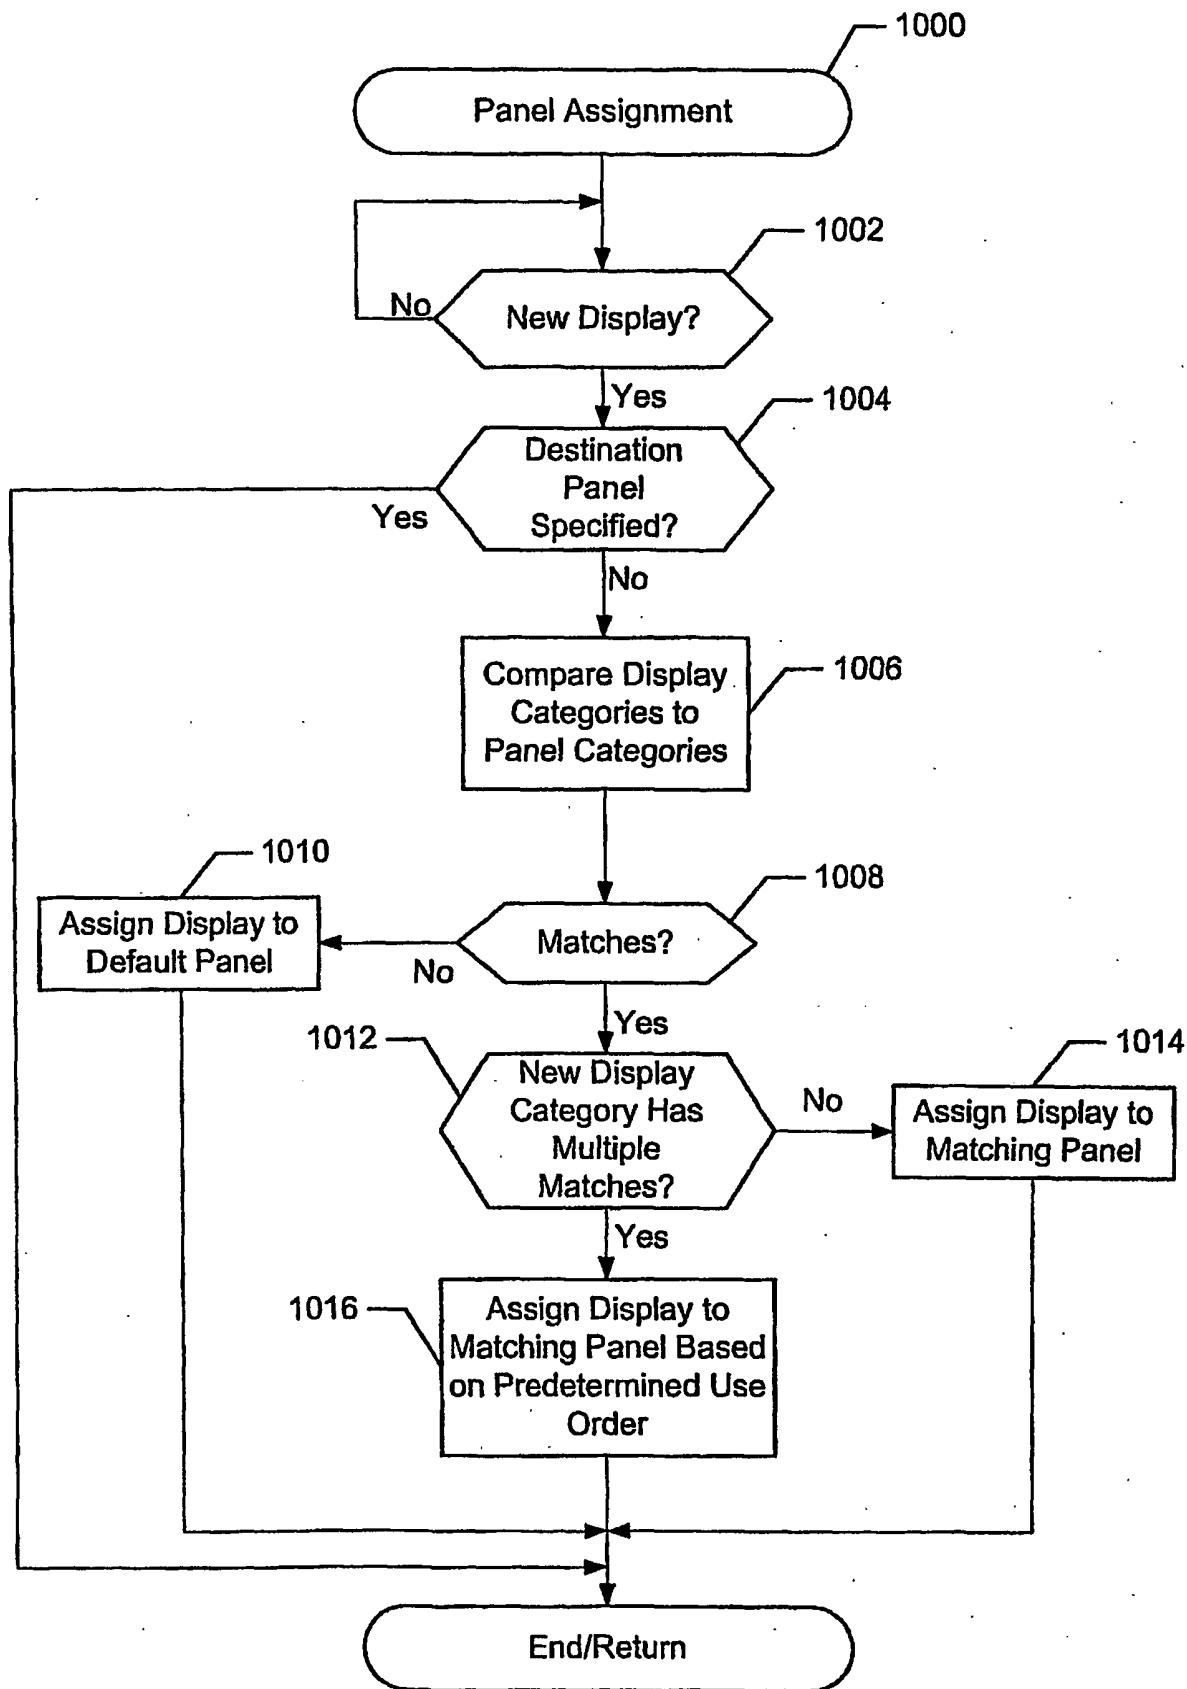 1000
Panel Assignment
1002
No
New Display?
Yes
1004
Destination
Panel
Specified?
Yes
No
Compare Display
Categories to
Panel Categories
1006
1010
1008
Assign Display to
Default Panel
Matches?
No
Yes
1012
1014
New Display
Category Has
Multiple
Matches?
No
Assign Display to
Matching Panel
Yes
1016
Assign Display to
Matching Panel Based
on Predetermined Use
Order
End/Return